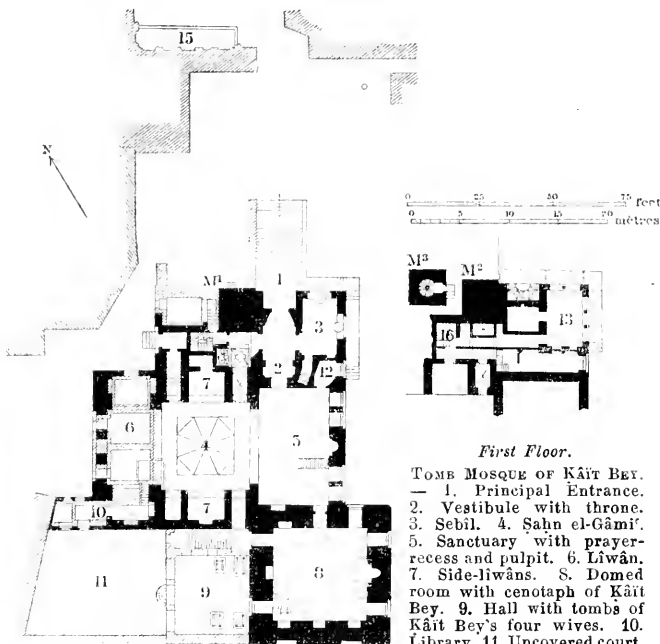 15
N
0 25 50 75 feet
0 5 10 15 20 mètres
M¹
1
M³
M²
3
13
16
2
12
7
7
6
4
5
First Floor.
TOMB MOSQUE OF KÂÏT BEY.
— 1. Principal Entrance.
2. Vestibule with throne.
3. Sebîl. 4. Ṣaḥn el-Gâmiʿ.
5. Sanctuary with prayer-
recess and pulpit. 6. Lîwân.
7. Side-lîwâns. 8. Domed
room with cenotaph of Kâït
Bey. 9. Hall with tombs of
Kâït Bey's four wives. 10.
Library. 11. Uncovered court.
7
10
11
9
8